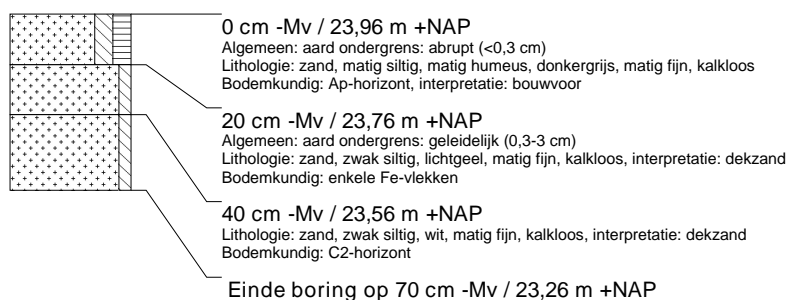 0 cm -Mv / 23,96 m +NAP
Algemeen: aard ondergrens: abrupt (<0,3 cm)
Lithologie: zand, matig siltig, matig humeus, donkergrijs, matig fijn, kalkloos
Bodemkundig: Ap-horizont, interpretatie: bouwvoor
20 cm -Mv / 23,76 m +NAP
Algemeen: aard ondergrens: geleidelijk (0,3-3 cm)
Lithologie: zand, zwak siltig, lichtgeel, matig fijn, kalkloos, interpretatie: dekzand
Bodemkundig: enkele Fe-vlekken
40 cm -Mv / 23,56 m +NAP
Lithologie: zand, zwak siltig, wit, matig fijn, kalkloos, interpretatie: dekzand
Bodemkundig: C2-horizont
Einde boring op 70 cm -Mv / 23,26 m +NAP